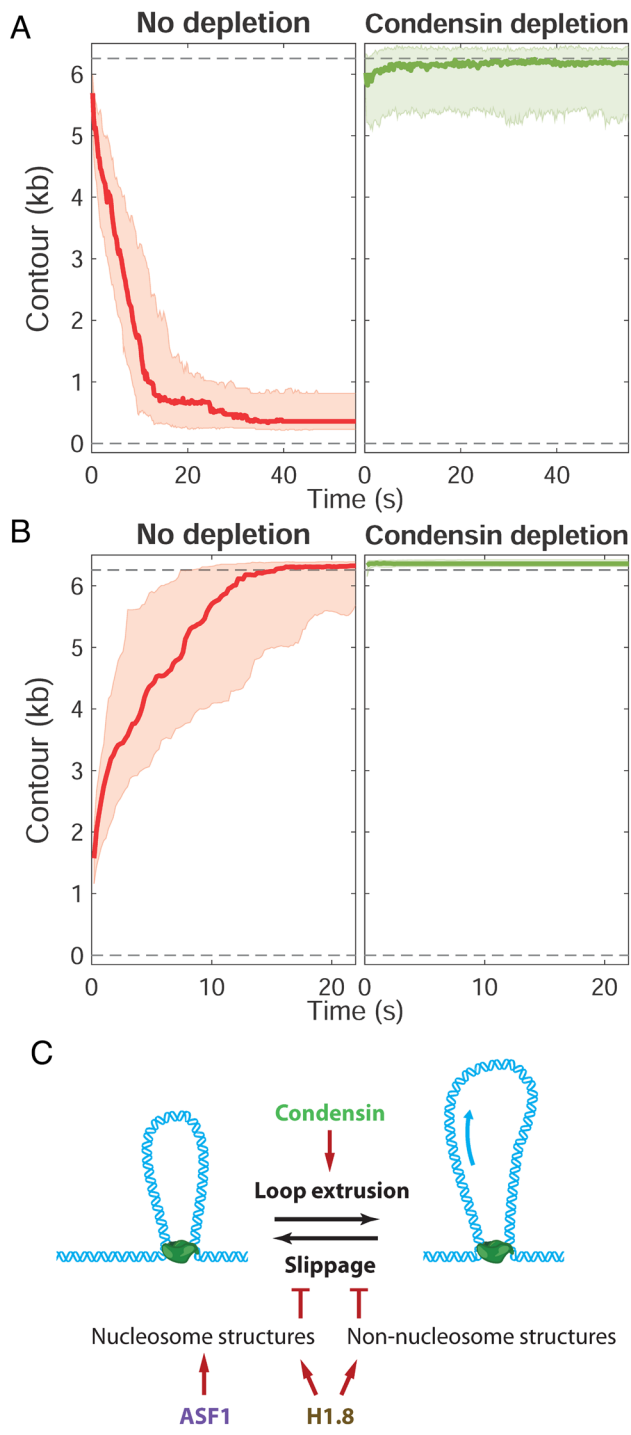 A
No depletion
Condensin depletion
Contour (kb)
6
5
4
3
2
1
0
0 20 40 0 20 40
Time (s)
B
No depletion
Condensin depletion
Contour (kb)
6
5
4
3
2
1
0
0 10 20 0 10 20
Time (s)
C
Condensin
Loop extrusion
Slippage
Nucleosome structures Non-nucleosome structures
ASF1 H1.8